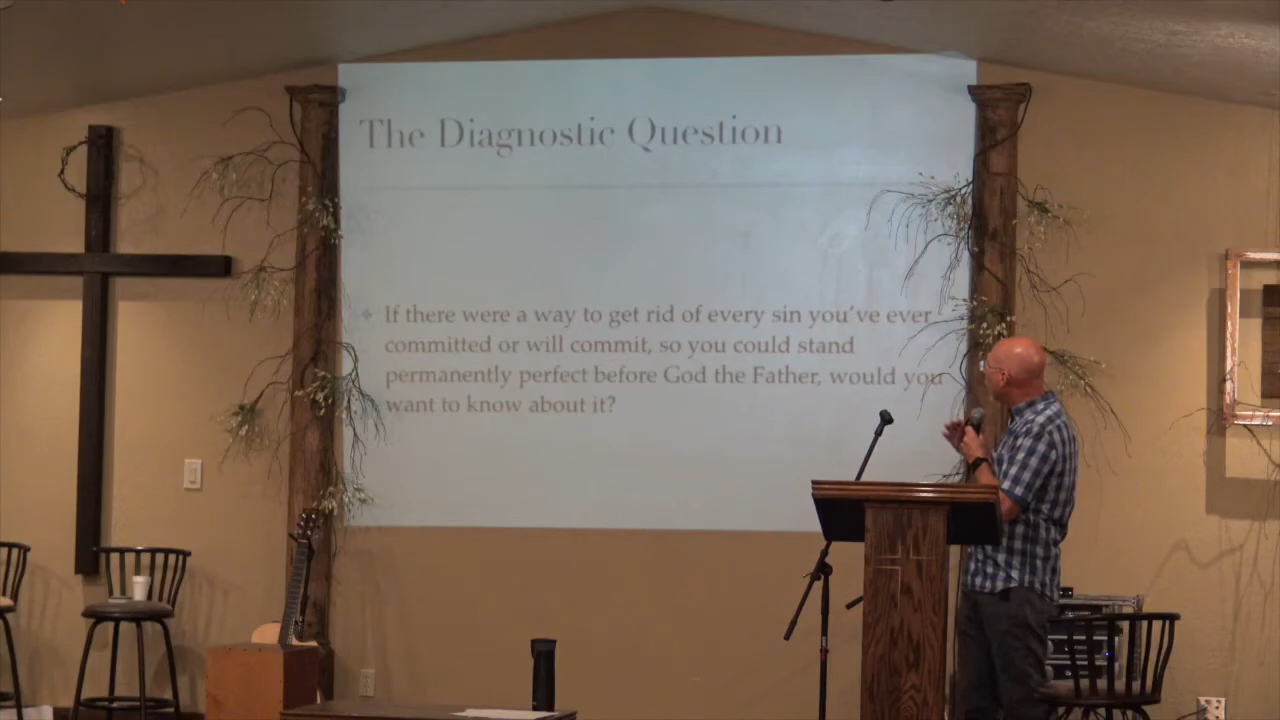 The Diagnostic Question
If there were a way to get rid of every sin you've ever
committed or will commit, so you could stand
permanently perfect before God the Father, would you
want to know about it?